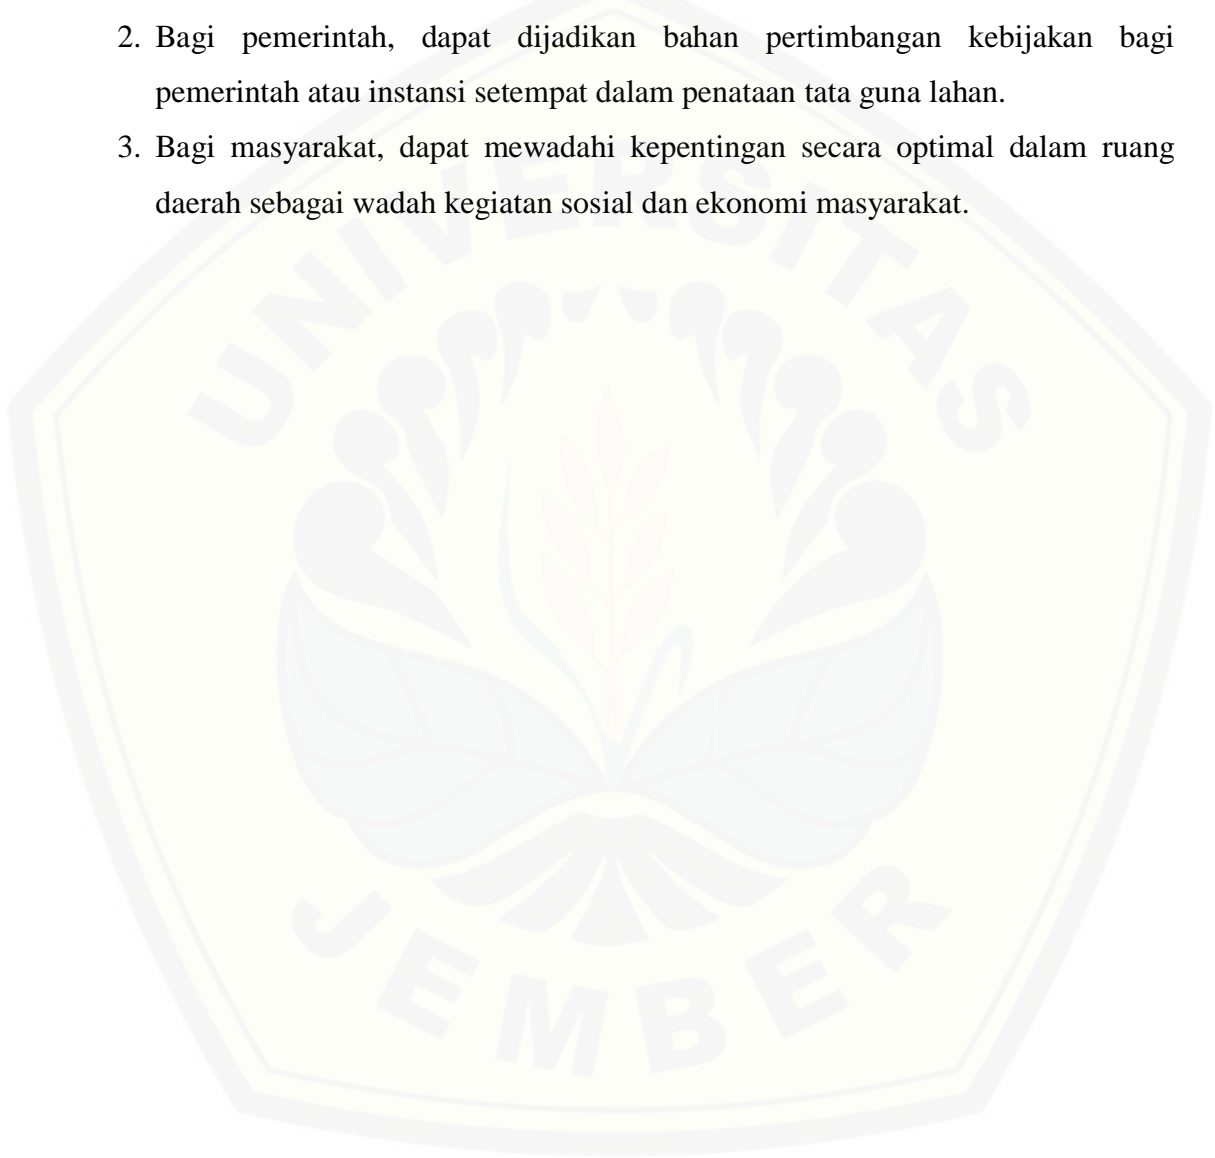 2. Bagi pemerintah, dapat dijadikan bahan pertimbangan kebijakan bagi
pemerintah atau instansi setempat dalam penataan tata guna lahan.
3. Bagi masyarakat, dapat mewadahi kepentingan secara optimal dalam ruang
daerah sebagai wadah kegiatan sosial dan ekonomi masyarakat.
UNIVERSITAS
JEMBER